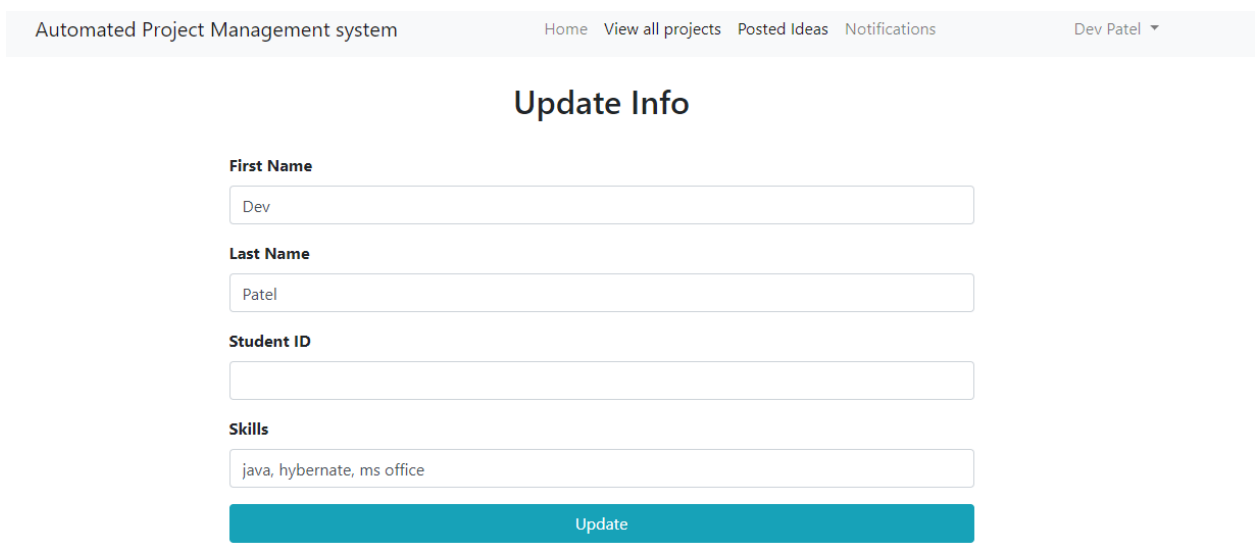 Automated Project Management system Home View all projects Posted Ideas Notifications Dev Patel
Update Info
First Name
Dev
Last Name
Patel
Student ID
Skills
java, hybernate, ms office
Update